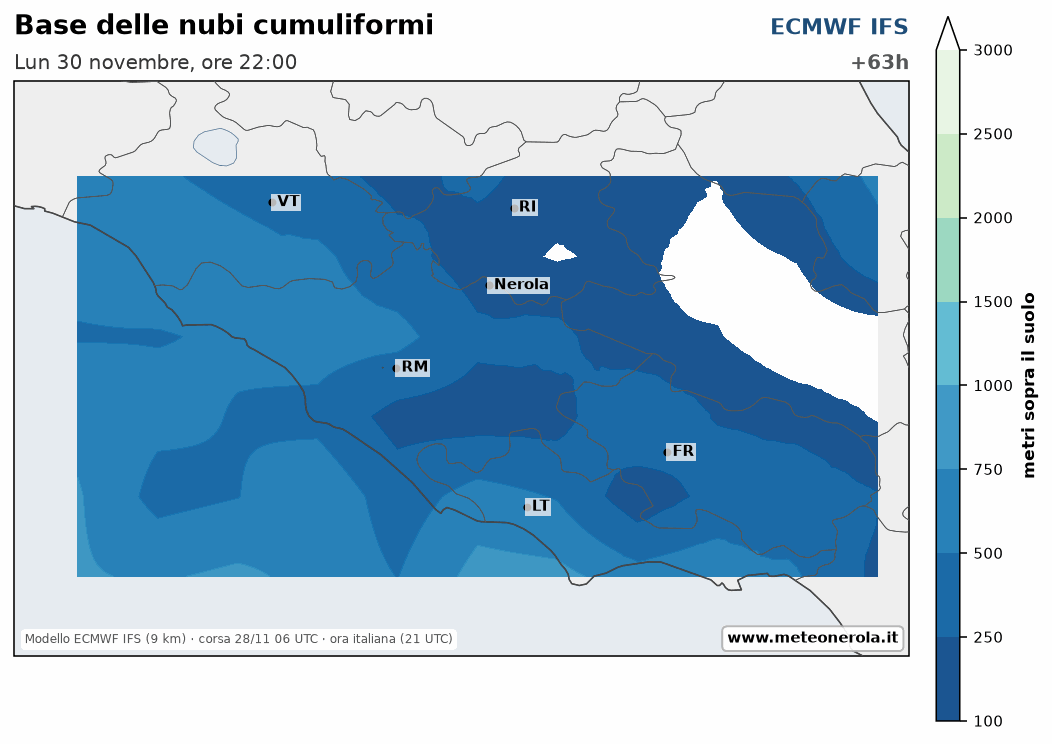 Base delle nubi cumuliformi
ECMWF IFS
Lun 30 novembre, ore 22:00
+63h
VT
RI
Nerola
RM
FR
LT
3000
2500
2000
1500
1000
750
500
250
100
metri sopra il suolo
Modello ECMWF IFS (9 km) · corsa 28/11 06 UTC · ora italiana (21 UTC)
www.meteonerola.it